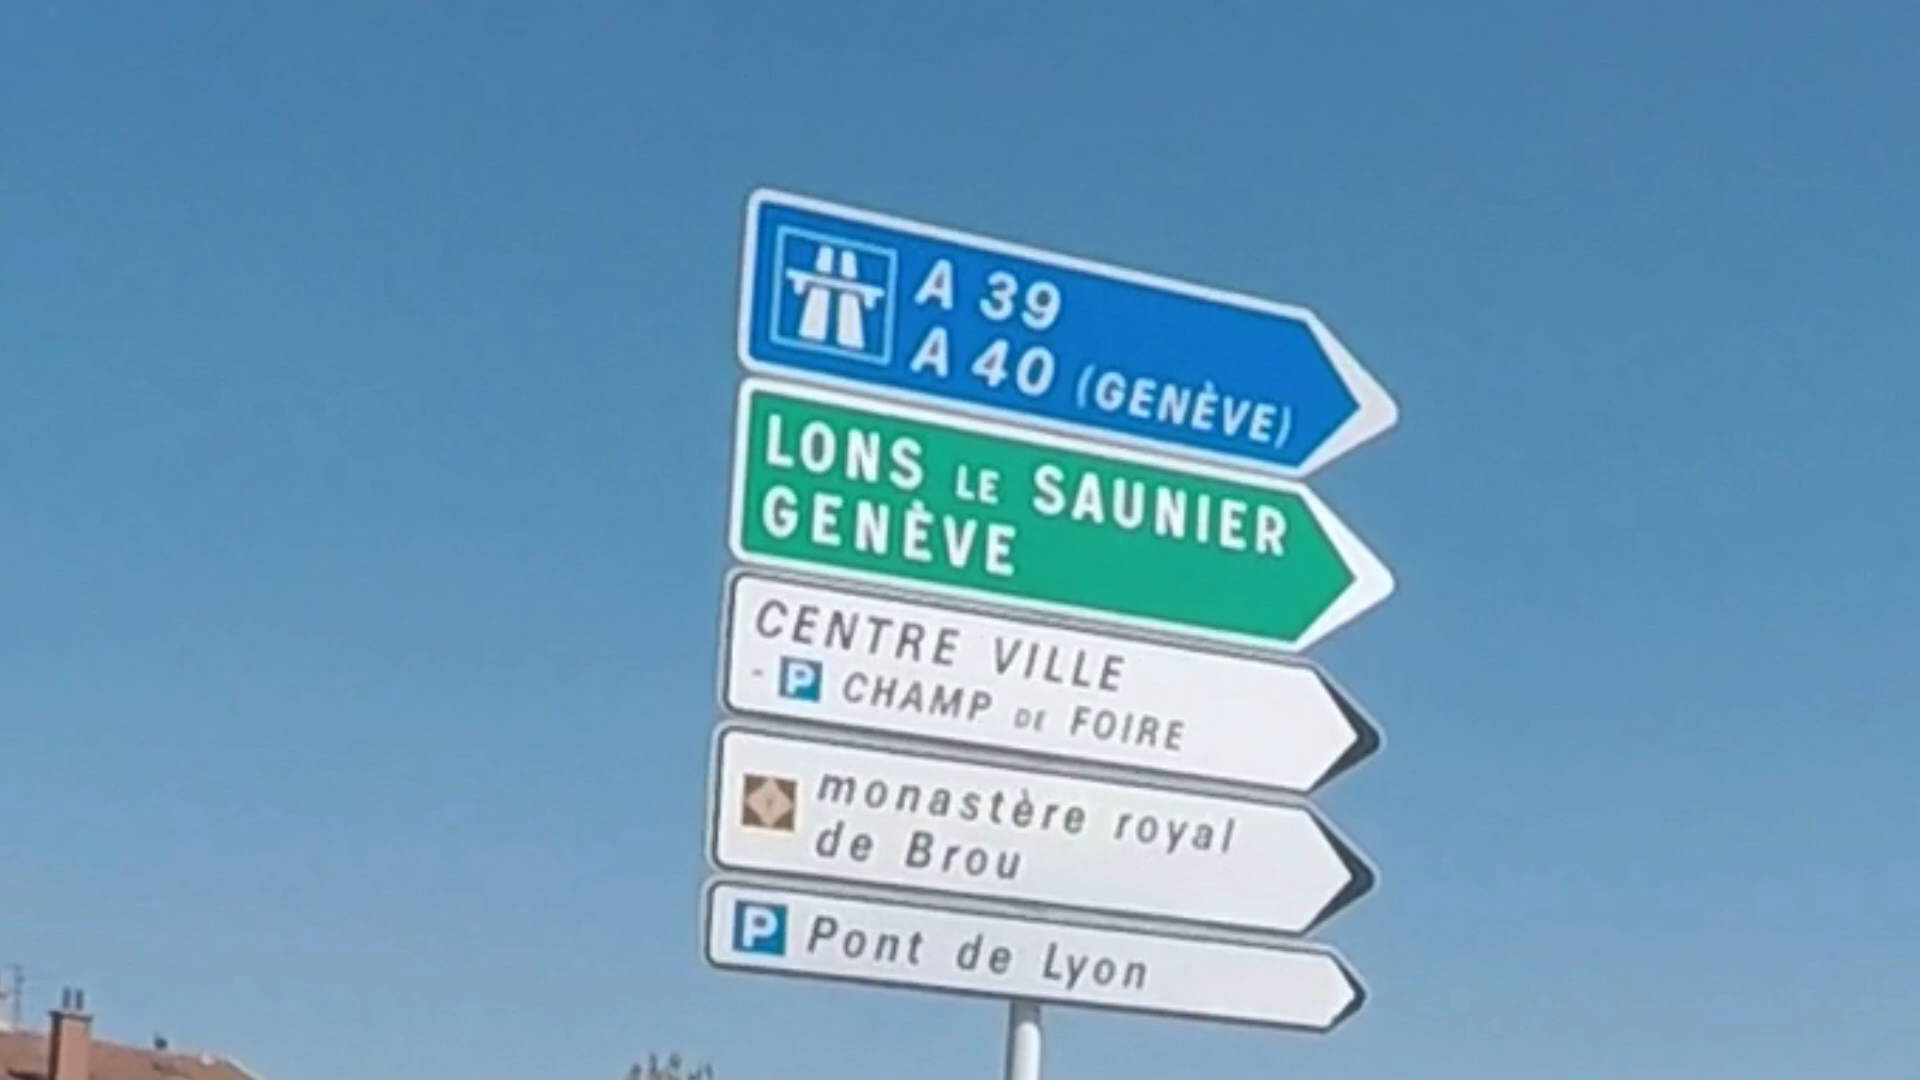 A 39
A 40 (GENÈVE)
LONS LE SAUNIER
GENÈVE
CENTRE VILLE
- P CHAMP DE FOIRE
monastère royal
de Brou
P Pont de Lyon